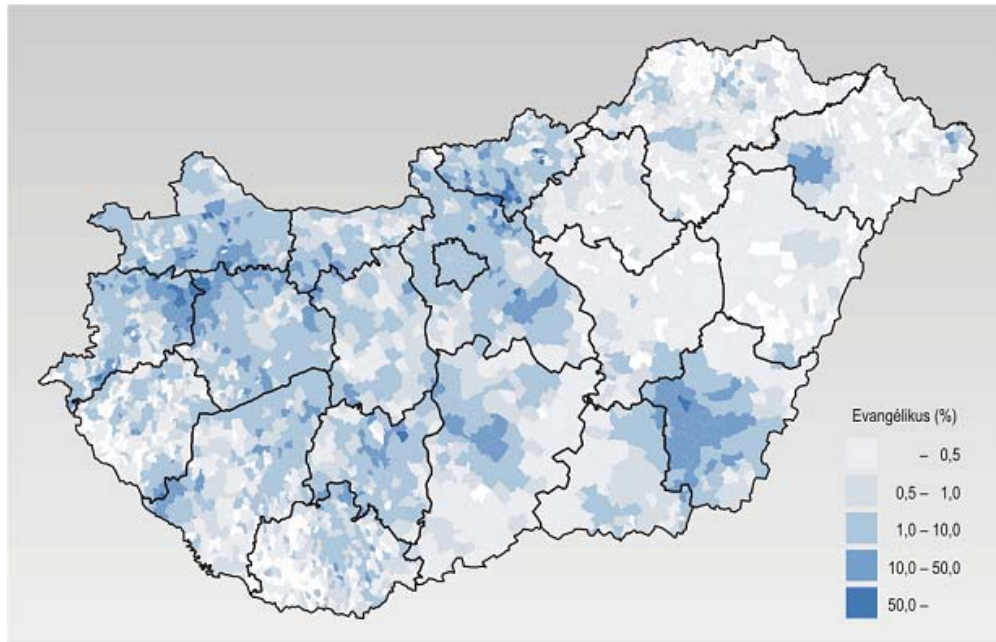 Evangélikus (%)
– 0,5
0,5 – 1,0
1,0 – 10,0
10,0 – 50,0
50,0 –